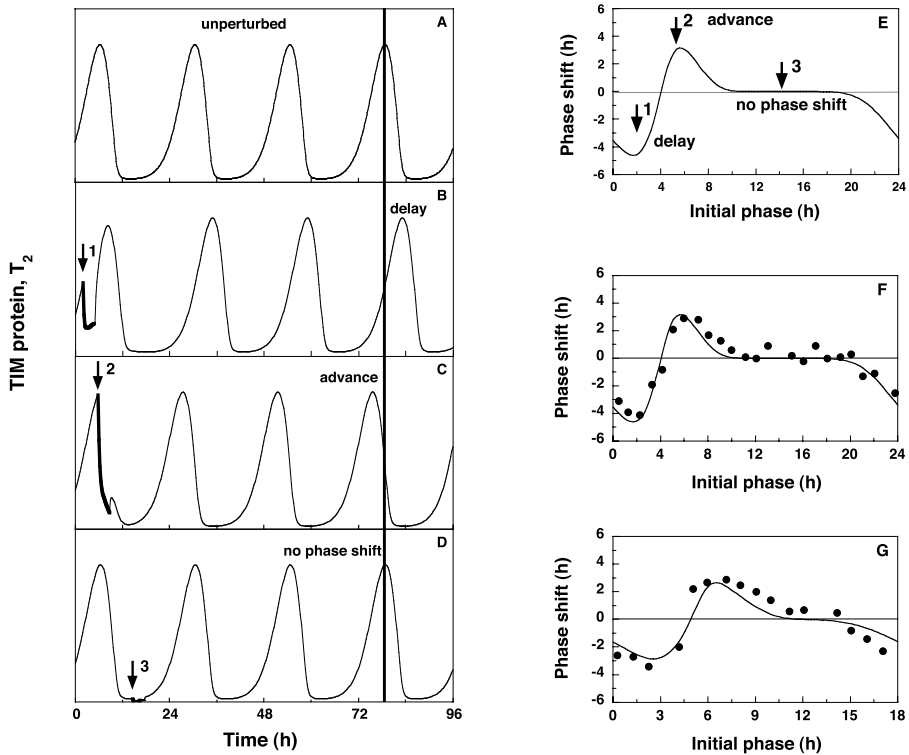 A
unperturbed
B
delay
1
C
advance
2
D
no phase shift
3
TIM protein, T2
0 24 48 72 96
Time (h)
E
6
4
2
0
-2
-4
-6
2 advance
3
no phase shift
1
delay
Phase shift (h)
0 4 8 12 16 20 24
Initial phase (h)
F
6
4
2
0
-2
-4
-6
Phase shift (h)
0 4 8 12 16 20 24
Initial phase (h)
G
6
4
2
0
-2
-4
-6
Phase shift (h)
0 3 6 9 12 15 18
Initial phase (h)